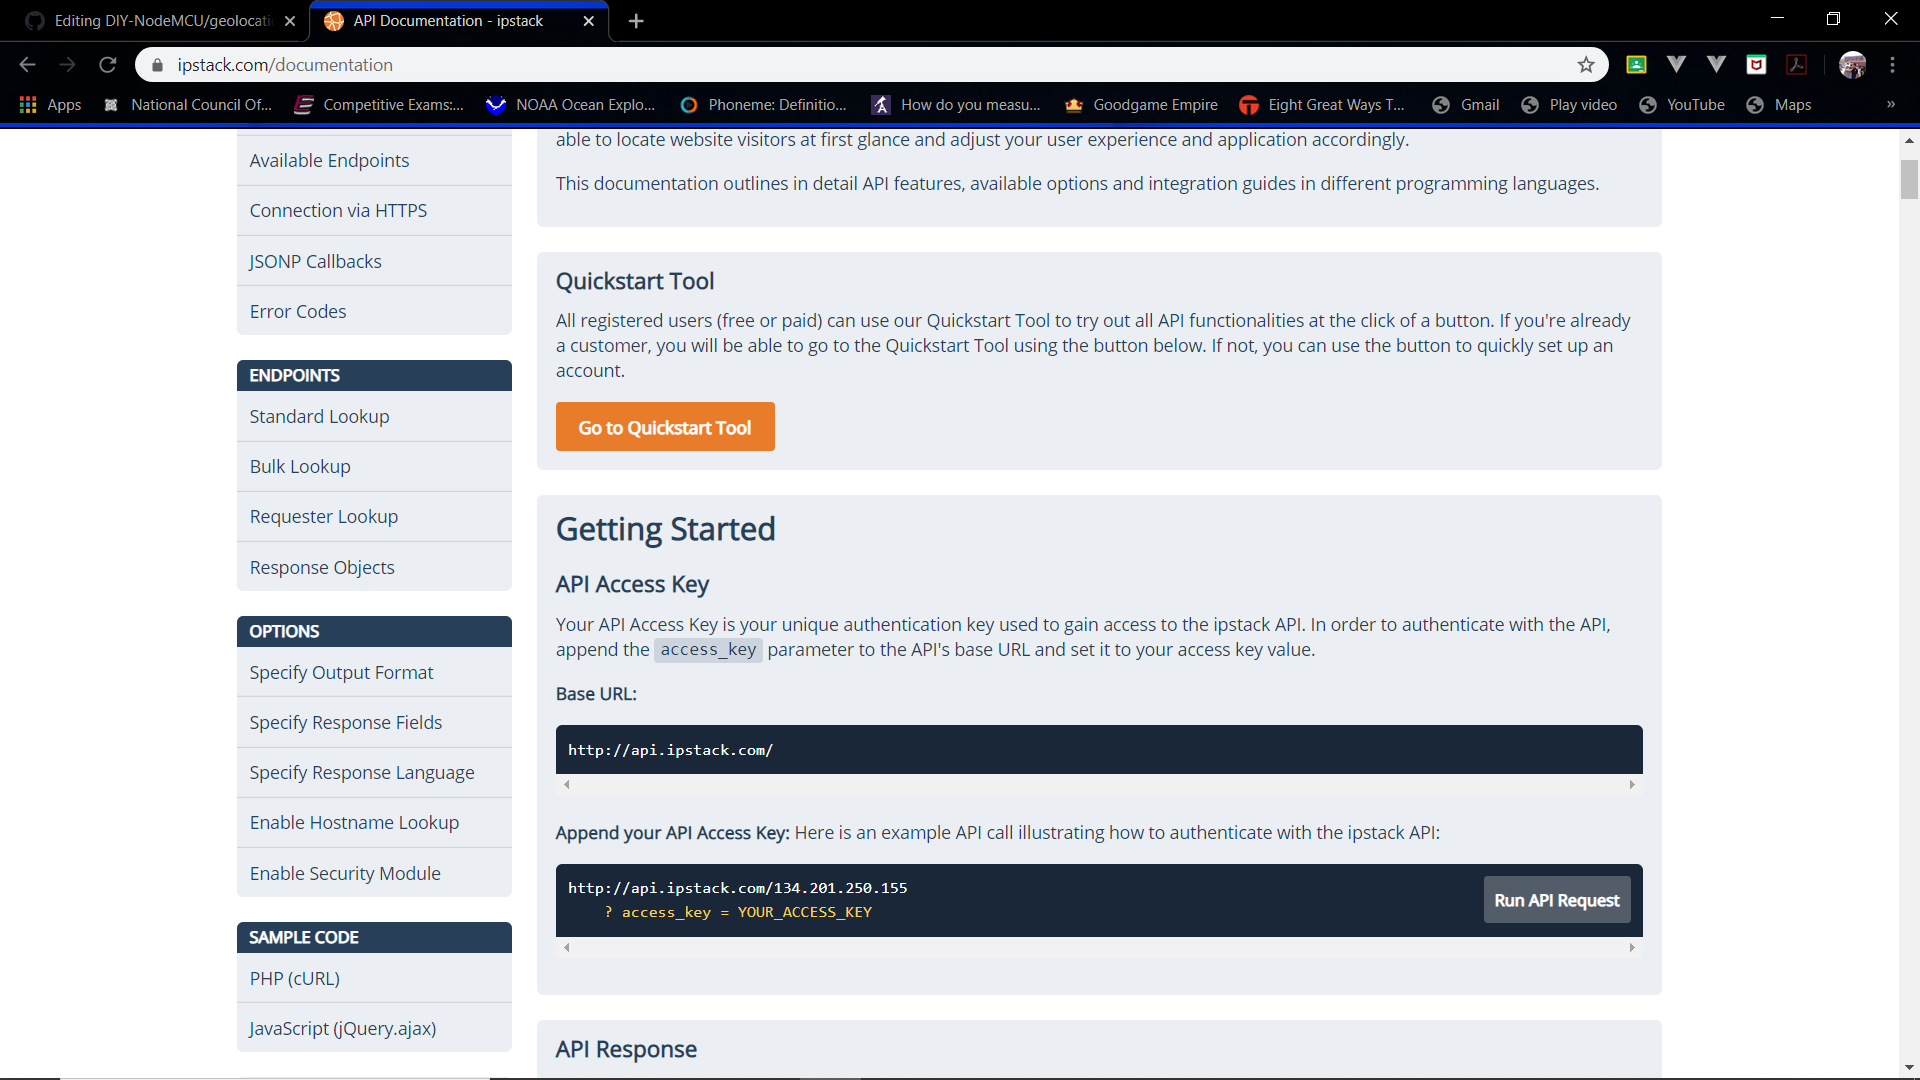 Editing DIY-NodeMCU/geolocati
API Documentation - ipstack
ipstack.com/documentation
Apps
National Council Of...
Competitive Exams:...
NOAA Ocean Explo...
Phoneme: Definitio...
How do you measu...
Goodgame Empire
Eight Great Ways T...
Gmail
Play video
YouTube
Maps
»
Available Endpoints
Connection via HTTPS
JSONP Callbacks
Error Codes
ENDPOINTS
Standard Lookup
Bulk Lookup
Requester Lookup
Response Objects
OPTIONS
Specify Output Format
Specify Response Fields
Specify Response Language
Enable Hostname Lookup
Enable Security Module
SAMPLE CODE
PHP (cURL)
JavaScript (jQuery.ajax)
able to locate website visitors at first glance and adjust your user experience and application accordingly.
This documentation outlines in detail API features, available options and integration guides in different programming languages.
Quickstart Tool
All registered users (free or paid) can use our Quickstart Tool to try out all API functionalities at the click of a button. If you're already
a customer, you will be able to go to the Quickstart Tool using the button below. If not, you can use the button to quickly set up an
account.
Go to Quickstart Tool
Getting Started
API Access Key
Your API Access Key is your unique authentication key used to gain access to the ipstack API. In order to authenticate with the API,
append the access_key parameter to the API's base URL and set it to your access key value.
Base URL:
http://api.ipstack.com/
Append your API Access Key: Here is an example API call illustrating how to authenticate with the ipstack API:
http://api.ipstack.com/134.201.250.155
? access_key = YOUR_ACCESS_KEY
Run API Request
API Response